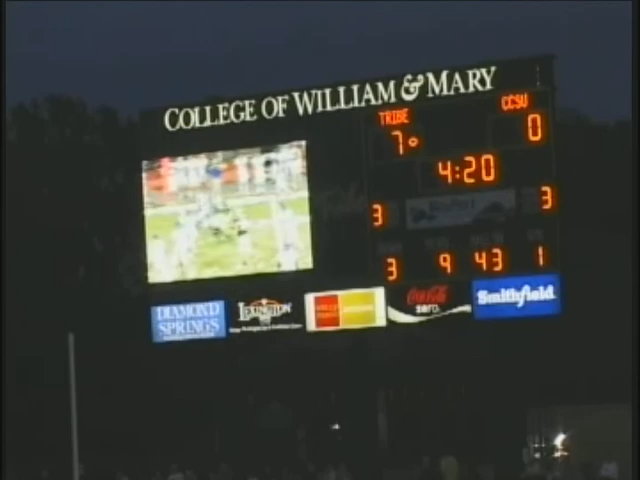 COLLEGE OF WILLIAM & MARY
TRIBE CCSU
7 0
4:20
3 3
3 9 43 1
DIAMOND SPRINGS
LEXINGTON
Coca-Cola zero
Smithfield